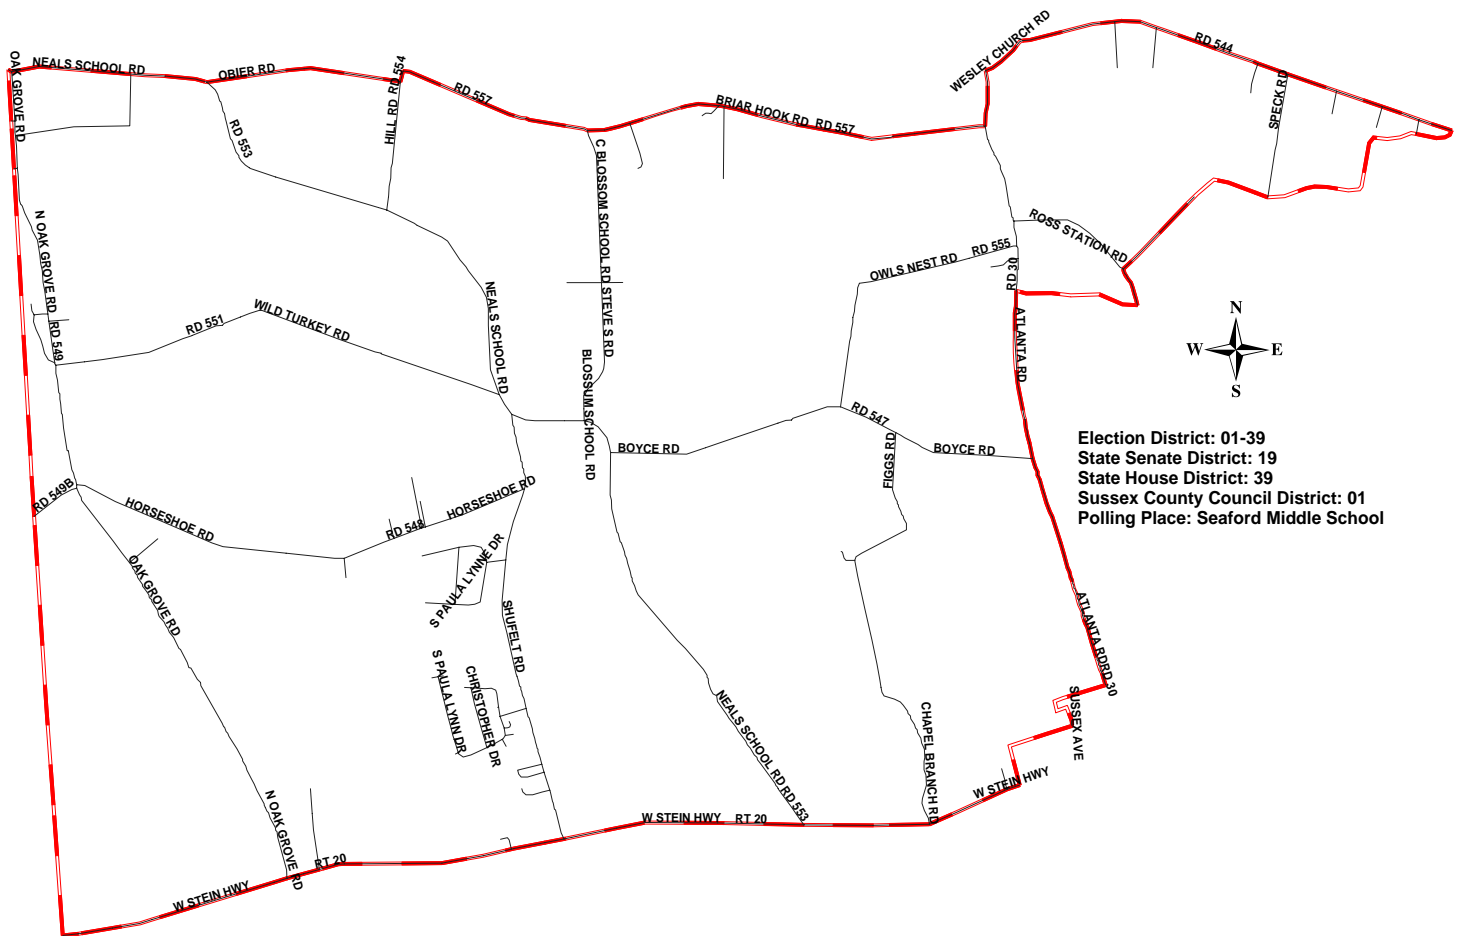 WESLEY CHURCH RD
RD 544
SPECK RD
OAK GROVE RD
NEALS SCHOOL RD
OBIER RD
HILL RD RD 554
RD 557
BRIAR HOOK RD RD 557
RD 553
C BLOSSOM SCHOOL RD STEVE S RD
N OAK GROVE RD RD 549
ROSS STATION RD
OWLS NEST RD RD 555
RD 30
ATLANTA RD
RD 551
WILD TURKEY RD
NEALS SCHOOL RD
BLOSSUM SCHOOL RD
N
W E
S
RD 547
BOYCE RD
FIGGS RD
BOYCE RD
Election District: 01-39
State Senate District: 19
State House District: 39
Sussex County Council District: 01
Polling Place: Seaford Middle School
RD 549B
HORSESHOE RD
RD 548
HORSESHOE RD
OAK GROVE RD
S PAULA LYNNE DR
SHUFELT RD
ATLANTA RDRD 30
S PAULA LYNN DR
CHRISTOPHER DR
NEALS SCHOOL RD RD 553
CHAPEL BRANCH RD
SUSSEX AVE
W STEIN HWY
N OAK GROVE RD
W STEIN HWY RT 20
RT 20
W STEIN HWY